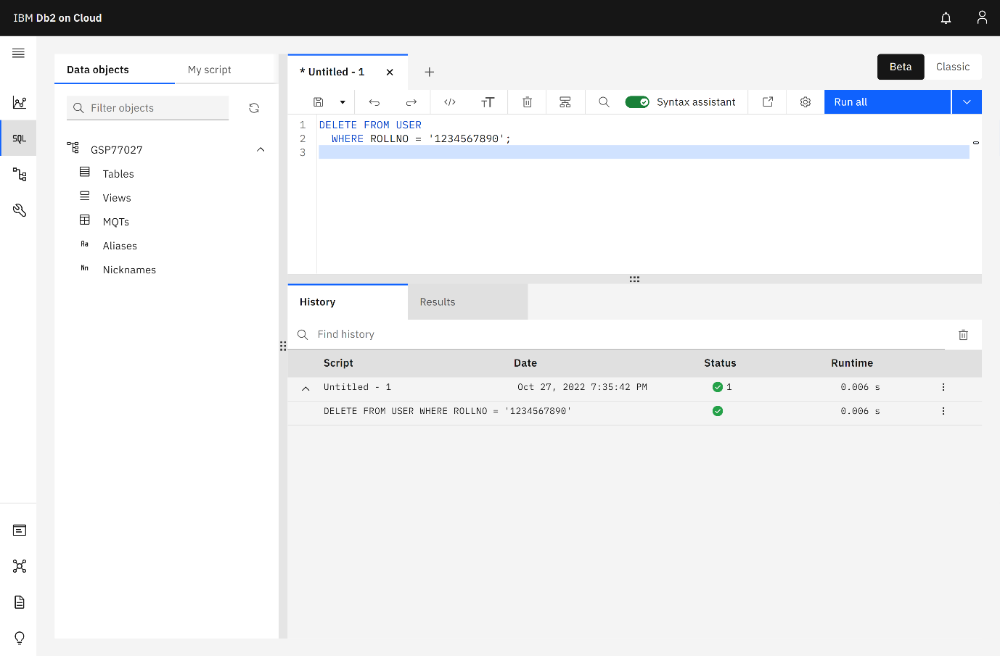 IBM Db2 on Cloud
Data objects
My script
Filter objects
GSP77027
Tables
Views
MQTs
Aa Aliases
Nn Nicknames
SQL
* Untitled - 1
Beta
Classic
</>
TT
Syntax assistant
Run all
1 DELETE FROM USER
2 WHERE ROLLNO = '1234567890';
3
History
Results
Find history
Script Date Status Runtime
Untitled - 1 Oct 27, 2022 7:35:42 PM 1 0.006 s
DELETE FROM USER WHERE ROLLNO = '1234567890' 0.006 s